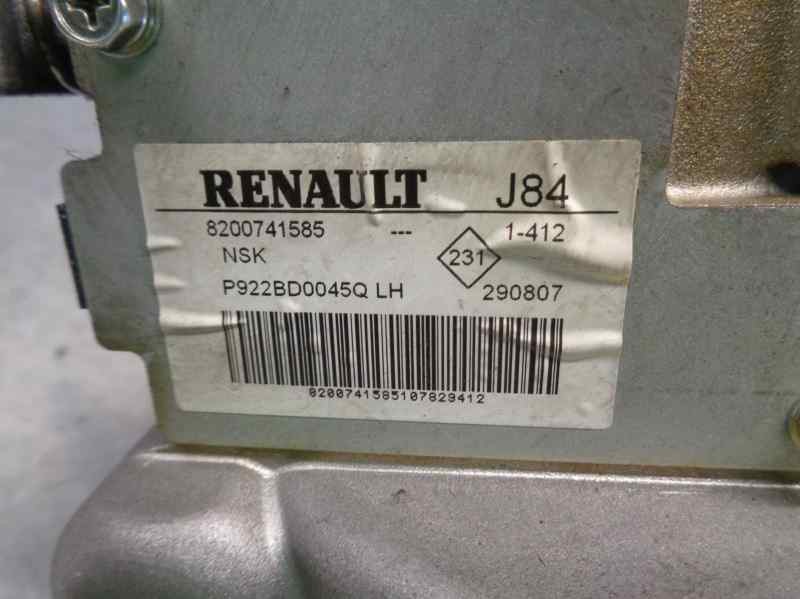 RENAULT J84
8200741585 --- 1-412
NSK 231
P922BD0045Q LH 290807
8200741585107829412